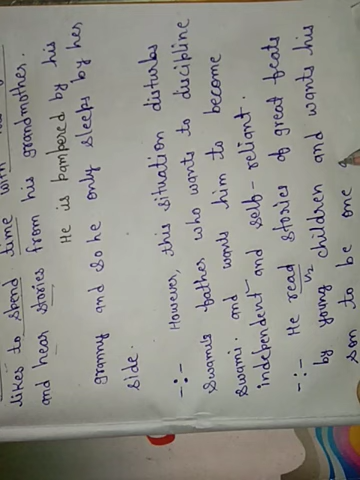 likes to spend time with
and hear stories from his grandmother.
He is pampered by his
granny and so he only sleeps by her
side.
-:- However, this situation disturbs
Swamis father who wants to discipline
Swami and wants him to become
independent and self-reliant.
-:- He read stories of great feats
by young children and wants his
son to be one